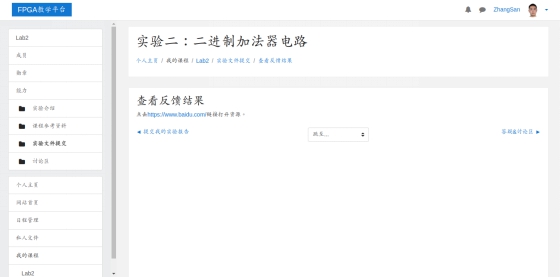 FPGA教学平台
ZhangSan
Lab2
成员
勋章
能力
实验介绍
课程参考资料
实验文件提交
讨论区
个人主页
网站首页
日程管理
私人文件
我的课程
Lab2
实验二：二进制加法器电路
个人主页 / 我的课程 / Lab2 / 实验文件提交 / 查看反馈结果
查看反馈结果
点击https://www.baidu.com/链接打开资源。
◀ 提交我的实验报告
跳至...
答疑&讨论区 ▶